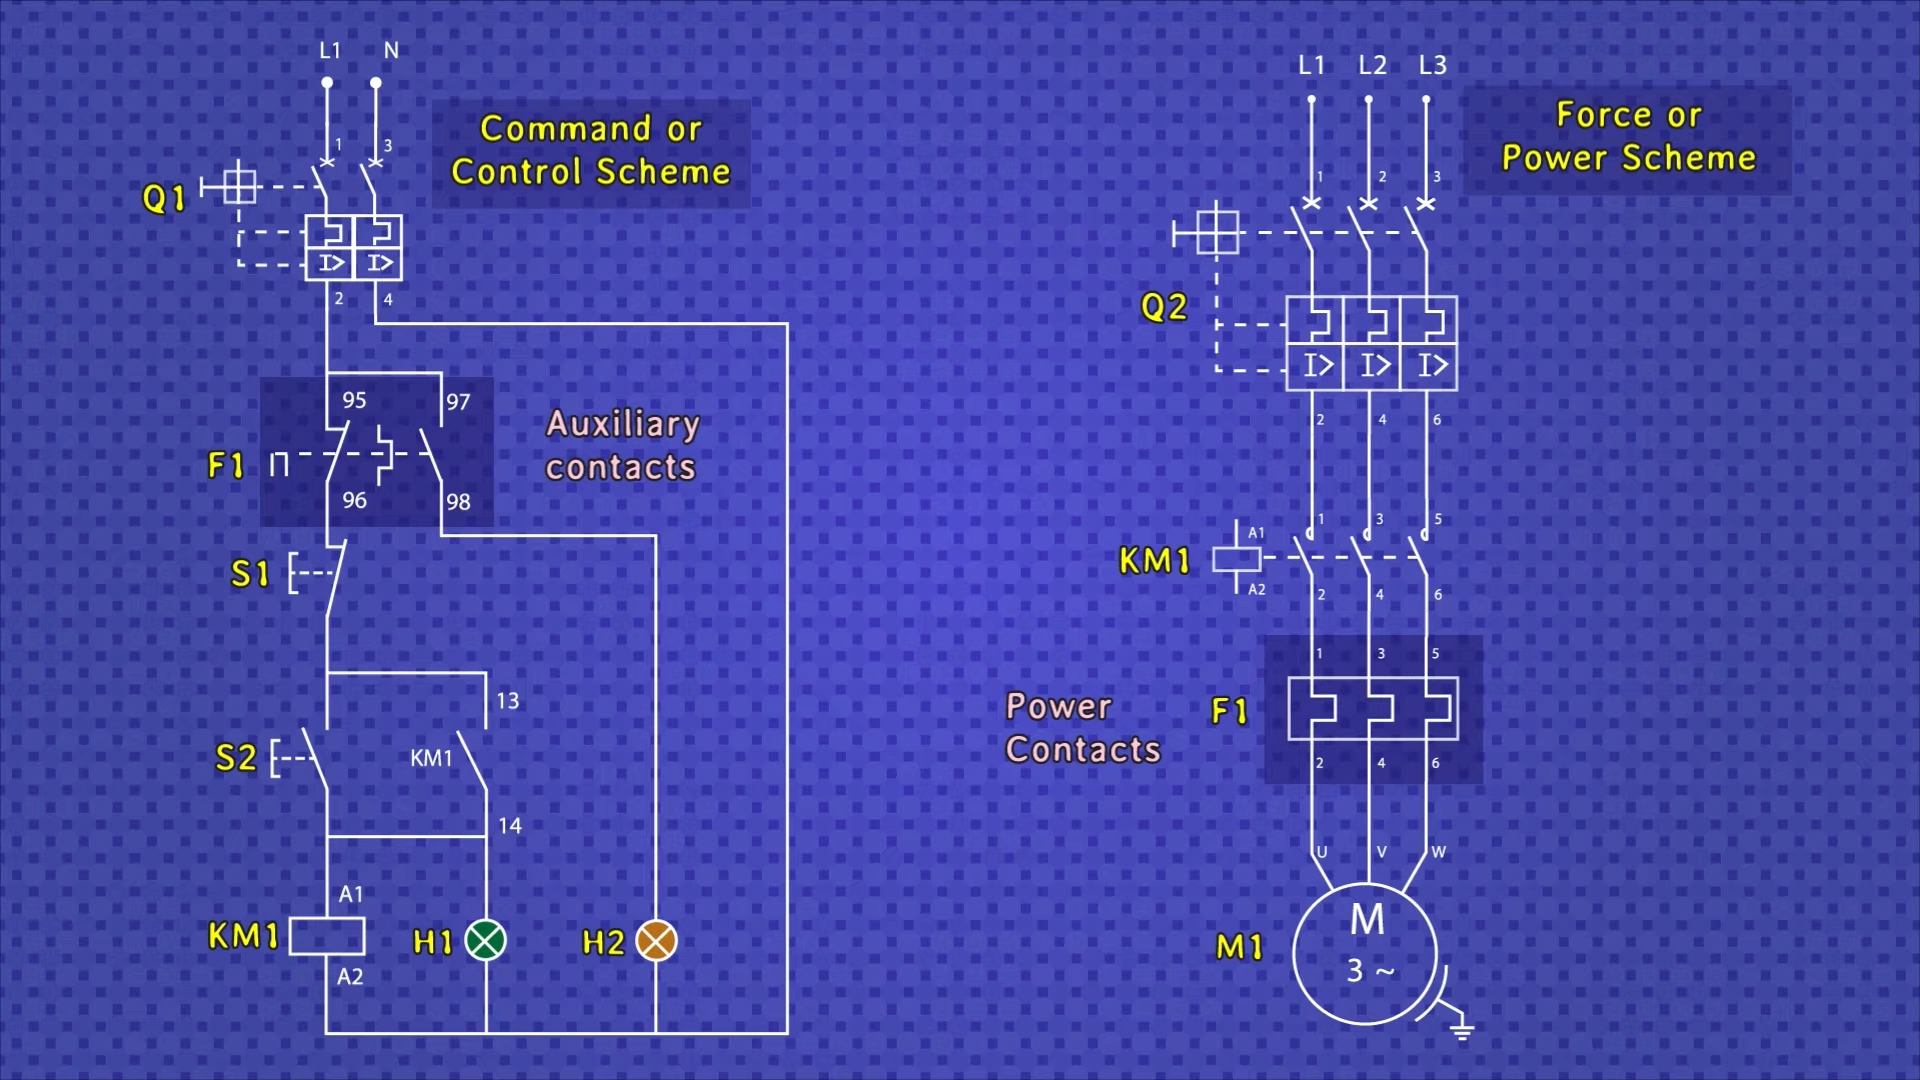 L1 N
Command or
Control Scheme
1 3
Q1
I> I>
2 4
95 97
Auxiliary
contacts
F1
96 98
S1
13
S2
KM1
14
A1
KM1
H1
H2
A2
L1 L2 L3
Force or
Power Scheme
1 2 3
Q2
I> I> I>
2 4 6
1 3 5
A1
KM1
A2
2 4 6
1 3 5
Power
Contacts
F1
2 4 6
U V W
M
M1
3 ~